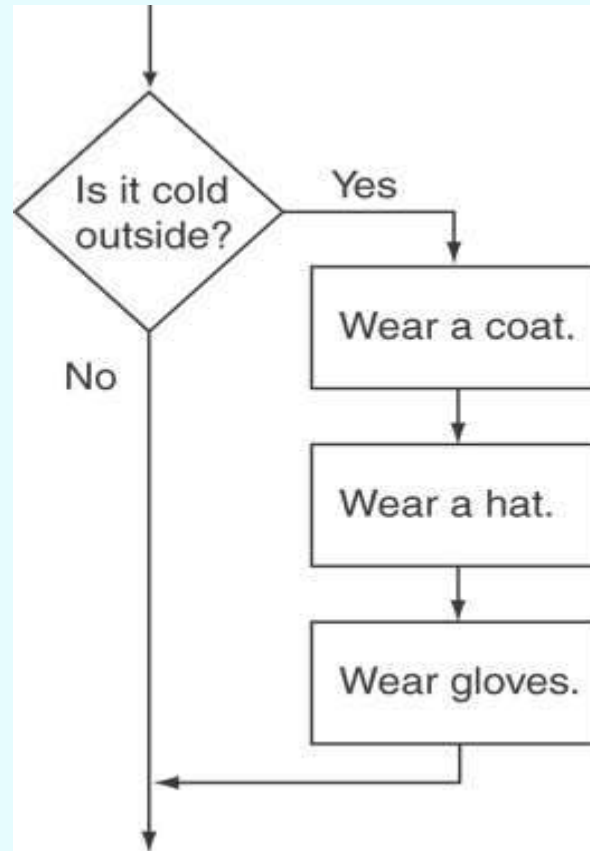 Is it cold
outside?
Yes
Wear a coat.
No
Wear a hat.
Wear gloves.